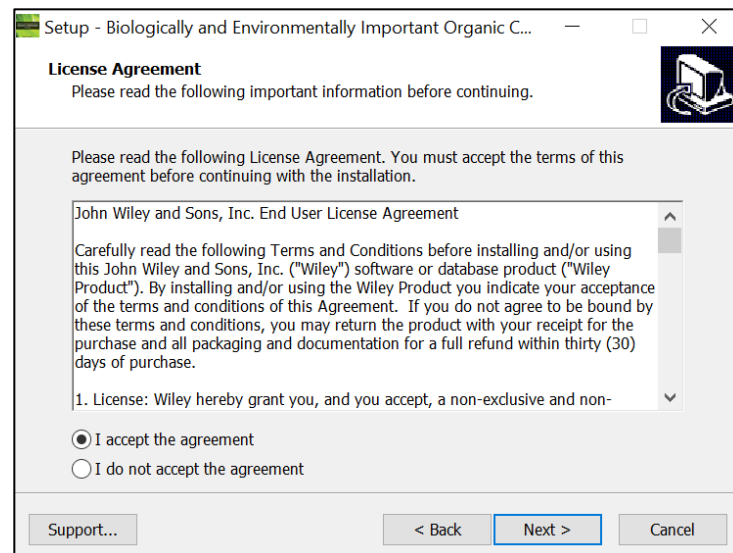 Setup - Biologically and Environmentally Important Organic C...
License Agreement
Please read the following important information before continuing.
Please read the following License Agreement. You must accept the terms of this
agreement before continuing with the installation.
John Wiley and Sons, Inc. End User License Agreement
Carefully read the following Terms and Conditions before installing and/or using
this John Wiley and Sons, Inc. ("Wiley") software or database product ("Wiley
Product"). By installing and/or using the Wiley Product you indicate your acceptance
of the terms and conditions of this Agreement.  If you do not agree to be bound by
these terms and conditions, you may return the product with your receipt for the
purchase and all packaging and documentation for a full refund within thirty (30)
days of purchase.
1. License: Wiley hereby grant you, and you accept, a non-exclusive and non-
I accept the agreement
I do not accept the agreement
Support...
< Back
Next >
Cancel